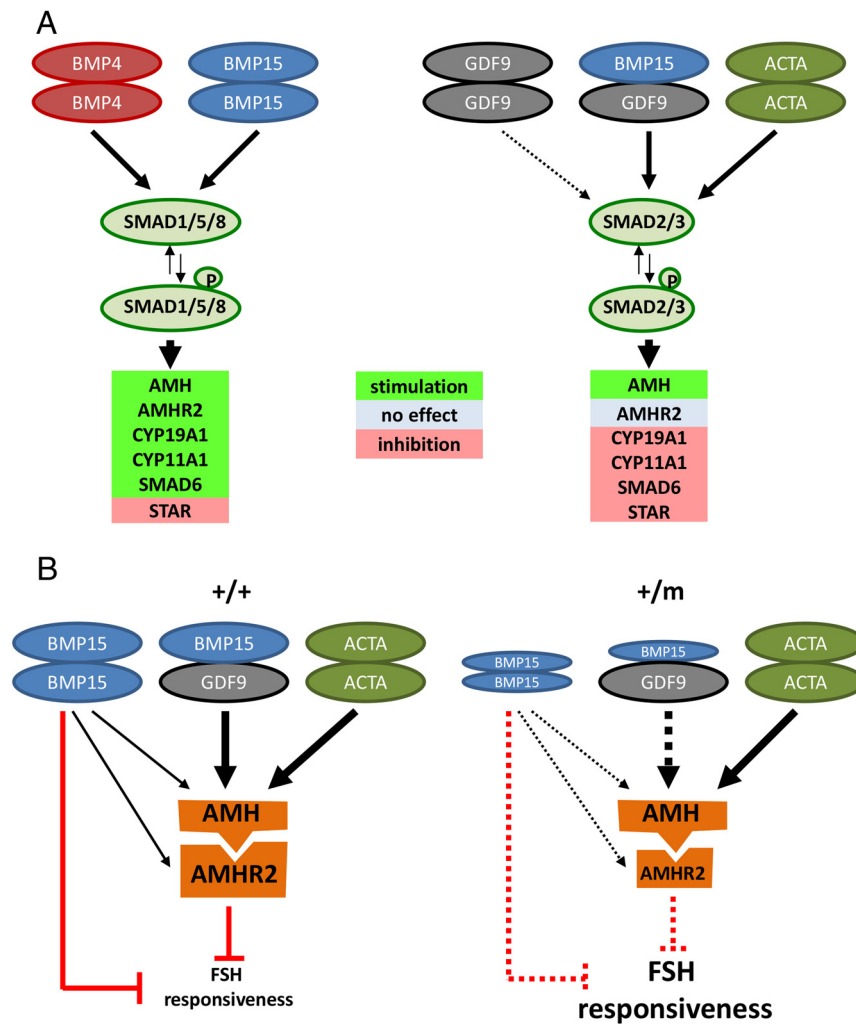 A
BMP4
BMP4
BMP15
BMP15
GDF9
GDF9
BMP15
GDF9
ACTA
ACTA
SMAD1/5/8
P
SMAD1/5/8
SMAD2/3
P
SMAD2/3
AMH
AMHR2
CYP19A1
CYP11A1
SMAD6
STAR
stimulation
no effect
inhibition
AMH
AMHR2
CYP19A1
CYP11A1
SMAD6
STAR
B
+/+
BMP15
BMP15
BMP15
GDF9
ACTA
ACTA
AMH
AMHR2
FSH
responsiveness
+/m
BMP15
BMP15
BMP15
GDF9
ACTA
ACTA
AMH
AMHR2
FSH
responsiveness